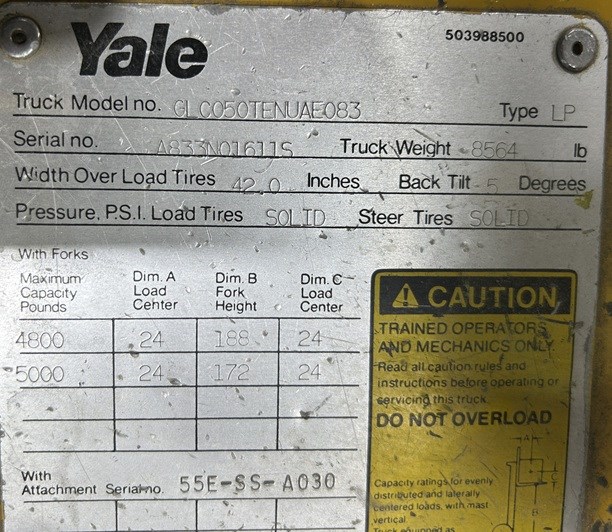 Yale
503988500
Truck Model no. GLC050TENUAE083 Type LP
Serial no. A833N01611S Truck Weight 8564 lb
Width Over Load Tires 42.0 Inches Back Tilt 5 Degrees
Pressure, P.S.I. Load Tires SOLID Steer Tires SOLID
With Forks
Maximum Capacity Pounds
Dim. A Load Center
Dim. B Fork Height
Dim. C Load Center
4800 24 188 24
5000 24 172 24
With
Attachment Serial no. 55E-SS-A030
CAUTION
TRAINED OPERATORS
AND MECHANICS ONLY
Read all caution rules and
instructions before operating or
servicing this truck.
DO NOT OVERLOAD
Capacity ratings for evenly
distributed and laterally
centered loads, with mast
vertical.
Truck equipped as
A
B